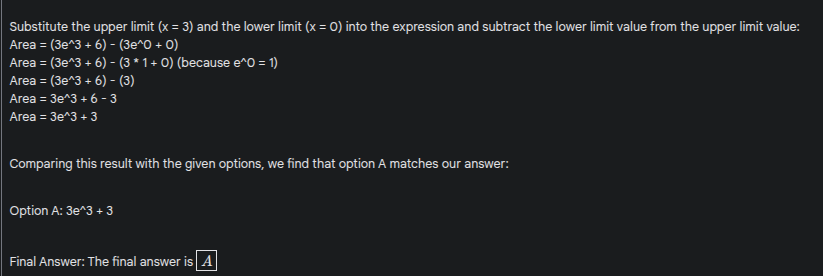 Substitute the upper limit (x = 3) and the lower limit (x = 0) into the expression and subtract the lower limit value from the upper limit value:
Area = (3e^3 + 6) - (3e^0 + 0)
Area = (3e^3 + 6) - (3 * 1 + 0) (because e^0 = 1)
Area = (3e^3 + 6) - (3)
Area = 3e^3 + 6 - 3
Area = 3e^3 + 3
Comparing this result with the given options, we find that option A matches our answer:
Option A: 3e^3 + 3
Final Answer: The final answer is A